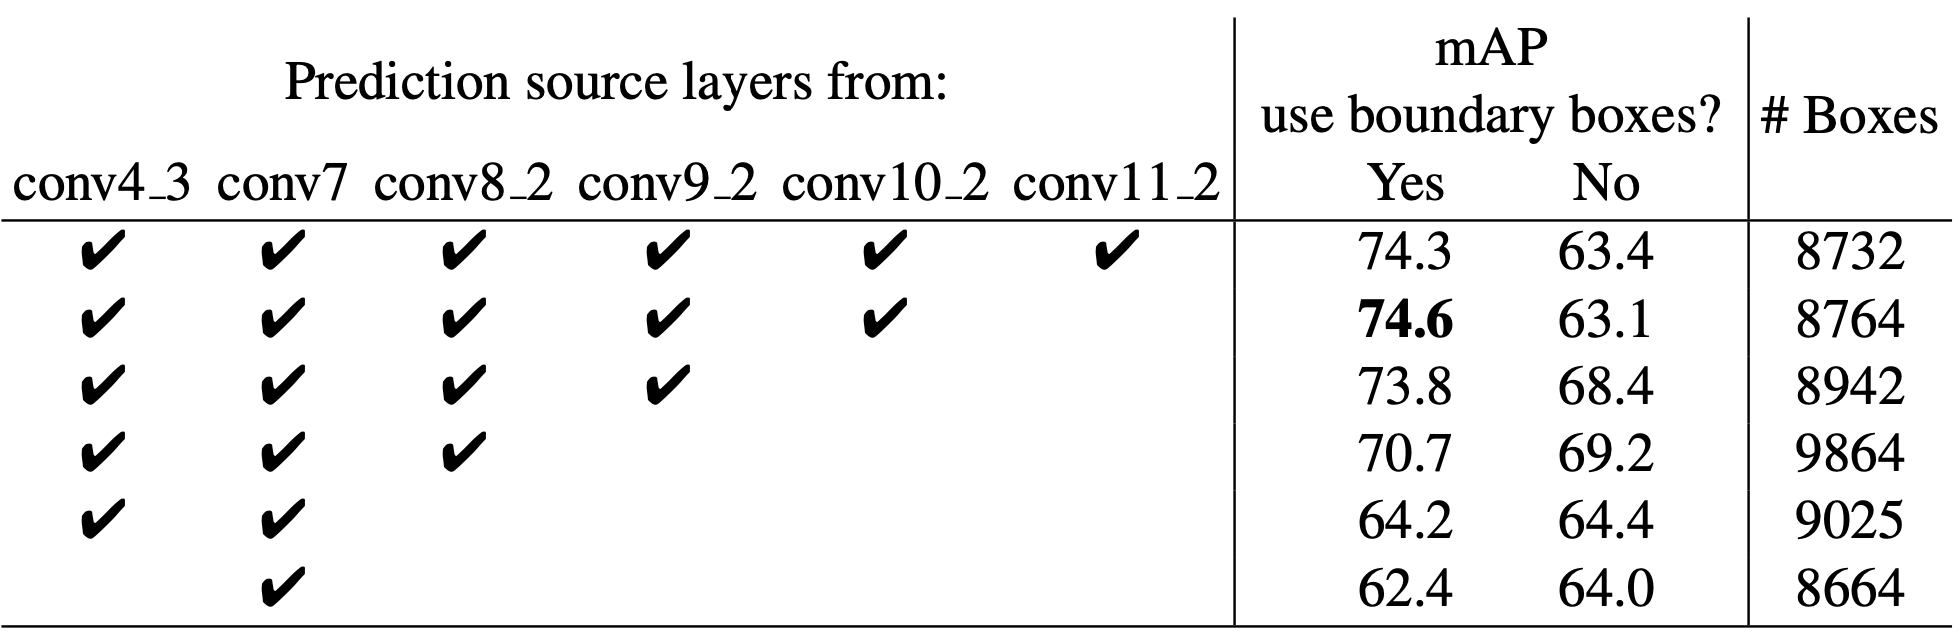 Prediction source layers from:
mAP
use boundary boxes?
# Boxes
conv4_3 conv7 conv8_2 conv9_2 conv10_2 conv11_2 Yes No
✔ ✔ ✔ ✔ ✔ ✔ 74.3 63.4 8732
✔ ✔ ✔ ✔ ✔ 74.6 63.1 8764
✔ ✔ ✔ ✔ 73.8 68.4 8942
✔ ✔ ✔ 70.7 69.2 9864
✔ ✔ 64.2 64.4 9025
✔ 62.4 64.0 8664